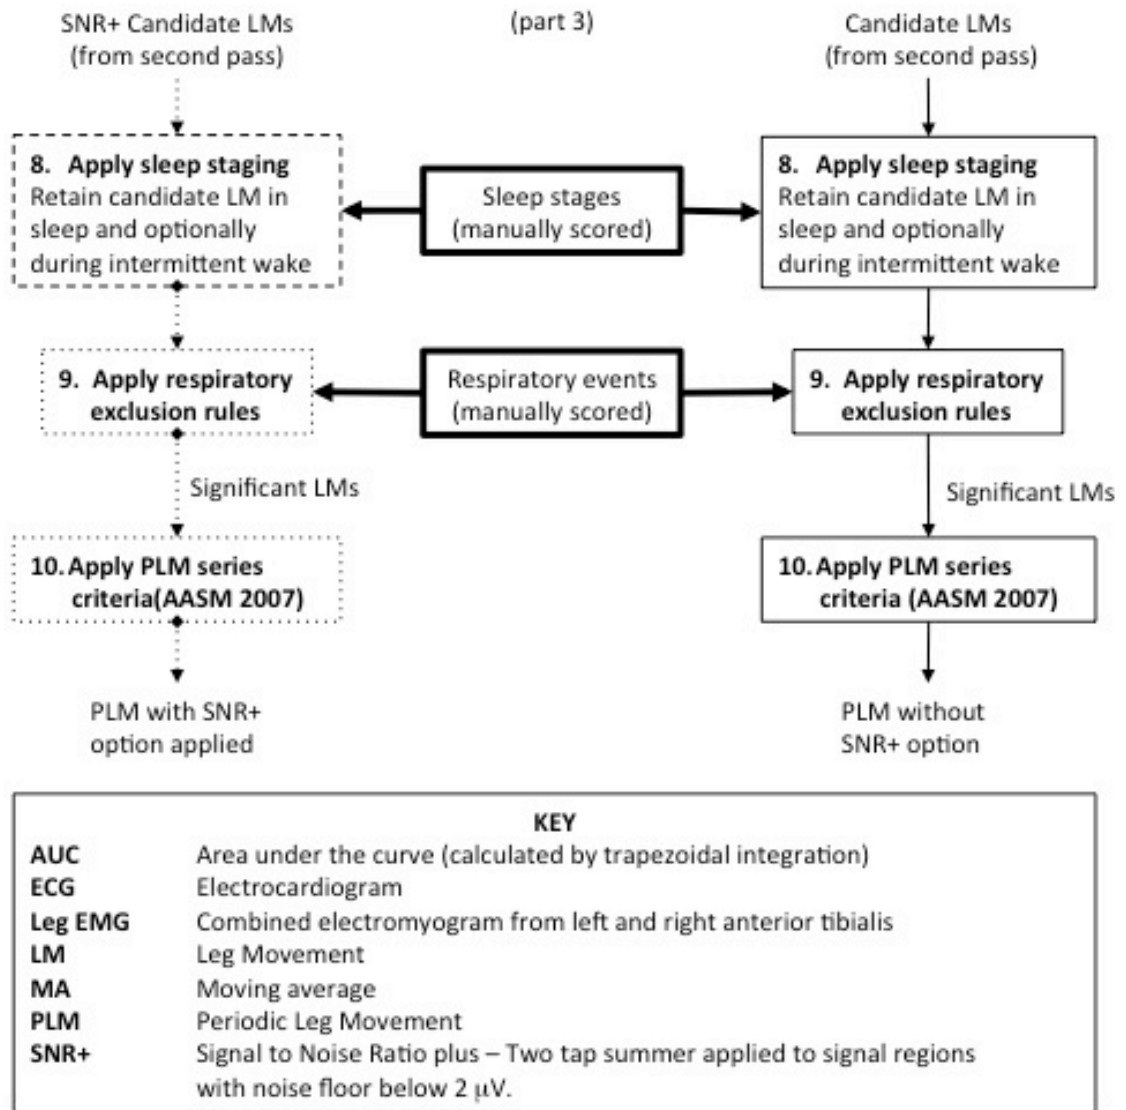 SNR+ Candidate LMs
(from second pass)
(part 3)
Candidate LMs
(from second pass)
8. Apply sleep staging
Retain candidate LM in
sleep and optionally
during intermittent wake
Sleep stages
(manually scored)
8. Apply sleep staging
Retain candidate LM in
sleep and optionally
during intermittent wake
9. Apply respiratory
exclusion rules
Respiratory events
(manually scored)
9. Apply respiratory
exclusion rules
Significant LMs
Significant LMs
10. Apply PLM series
criteria(AASM 2007)
10. Apply PLM series
criteria (AASM 2007)
PLM with SNR+
option applied
PLM without
SNR+ option
KEY
AUC Area under the curve (calculated by trapezoidal integration)
ECG Electrocardiogram
Leg EMG Combined electromyogram from left and right anterior tibialis
LM Leg Movement
MA Moving average
PLM Periodic Leg Movement
SNR+ Signal to Noise Ratio plus – Two tap summer applied to signal regions
with noise floor below 2 μV.